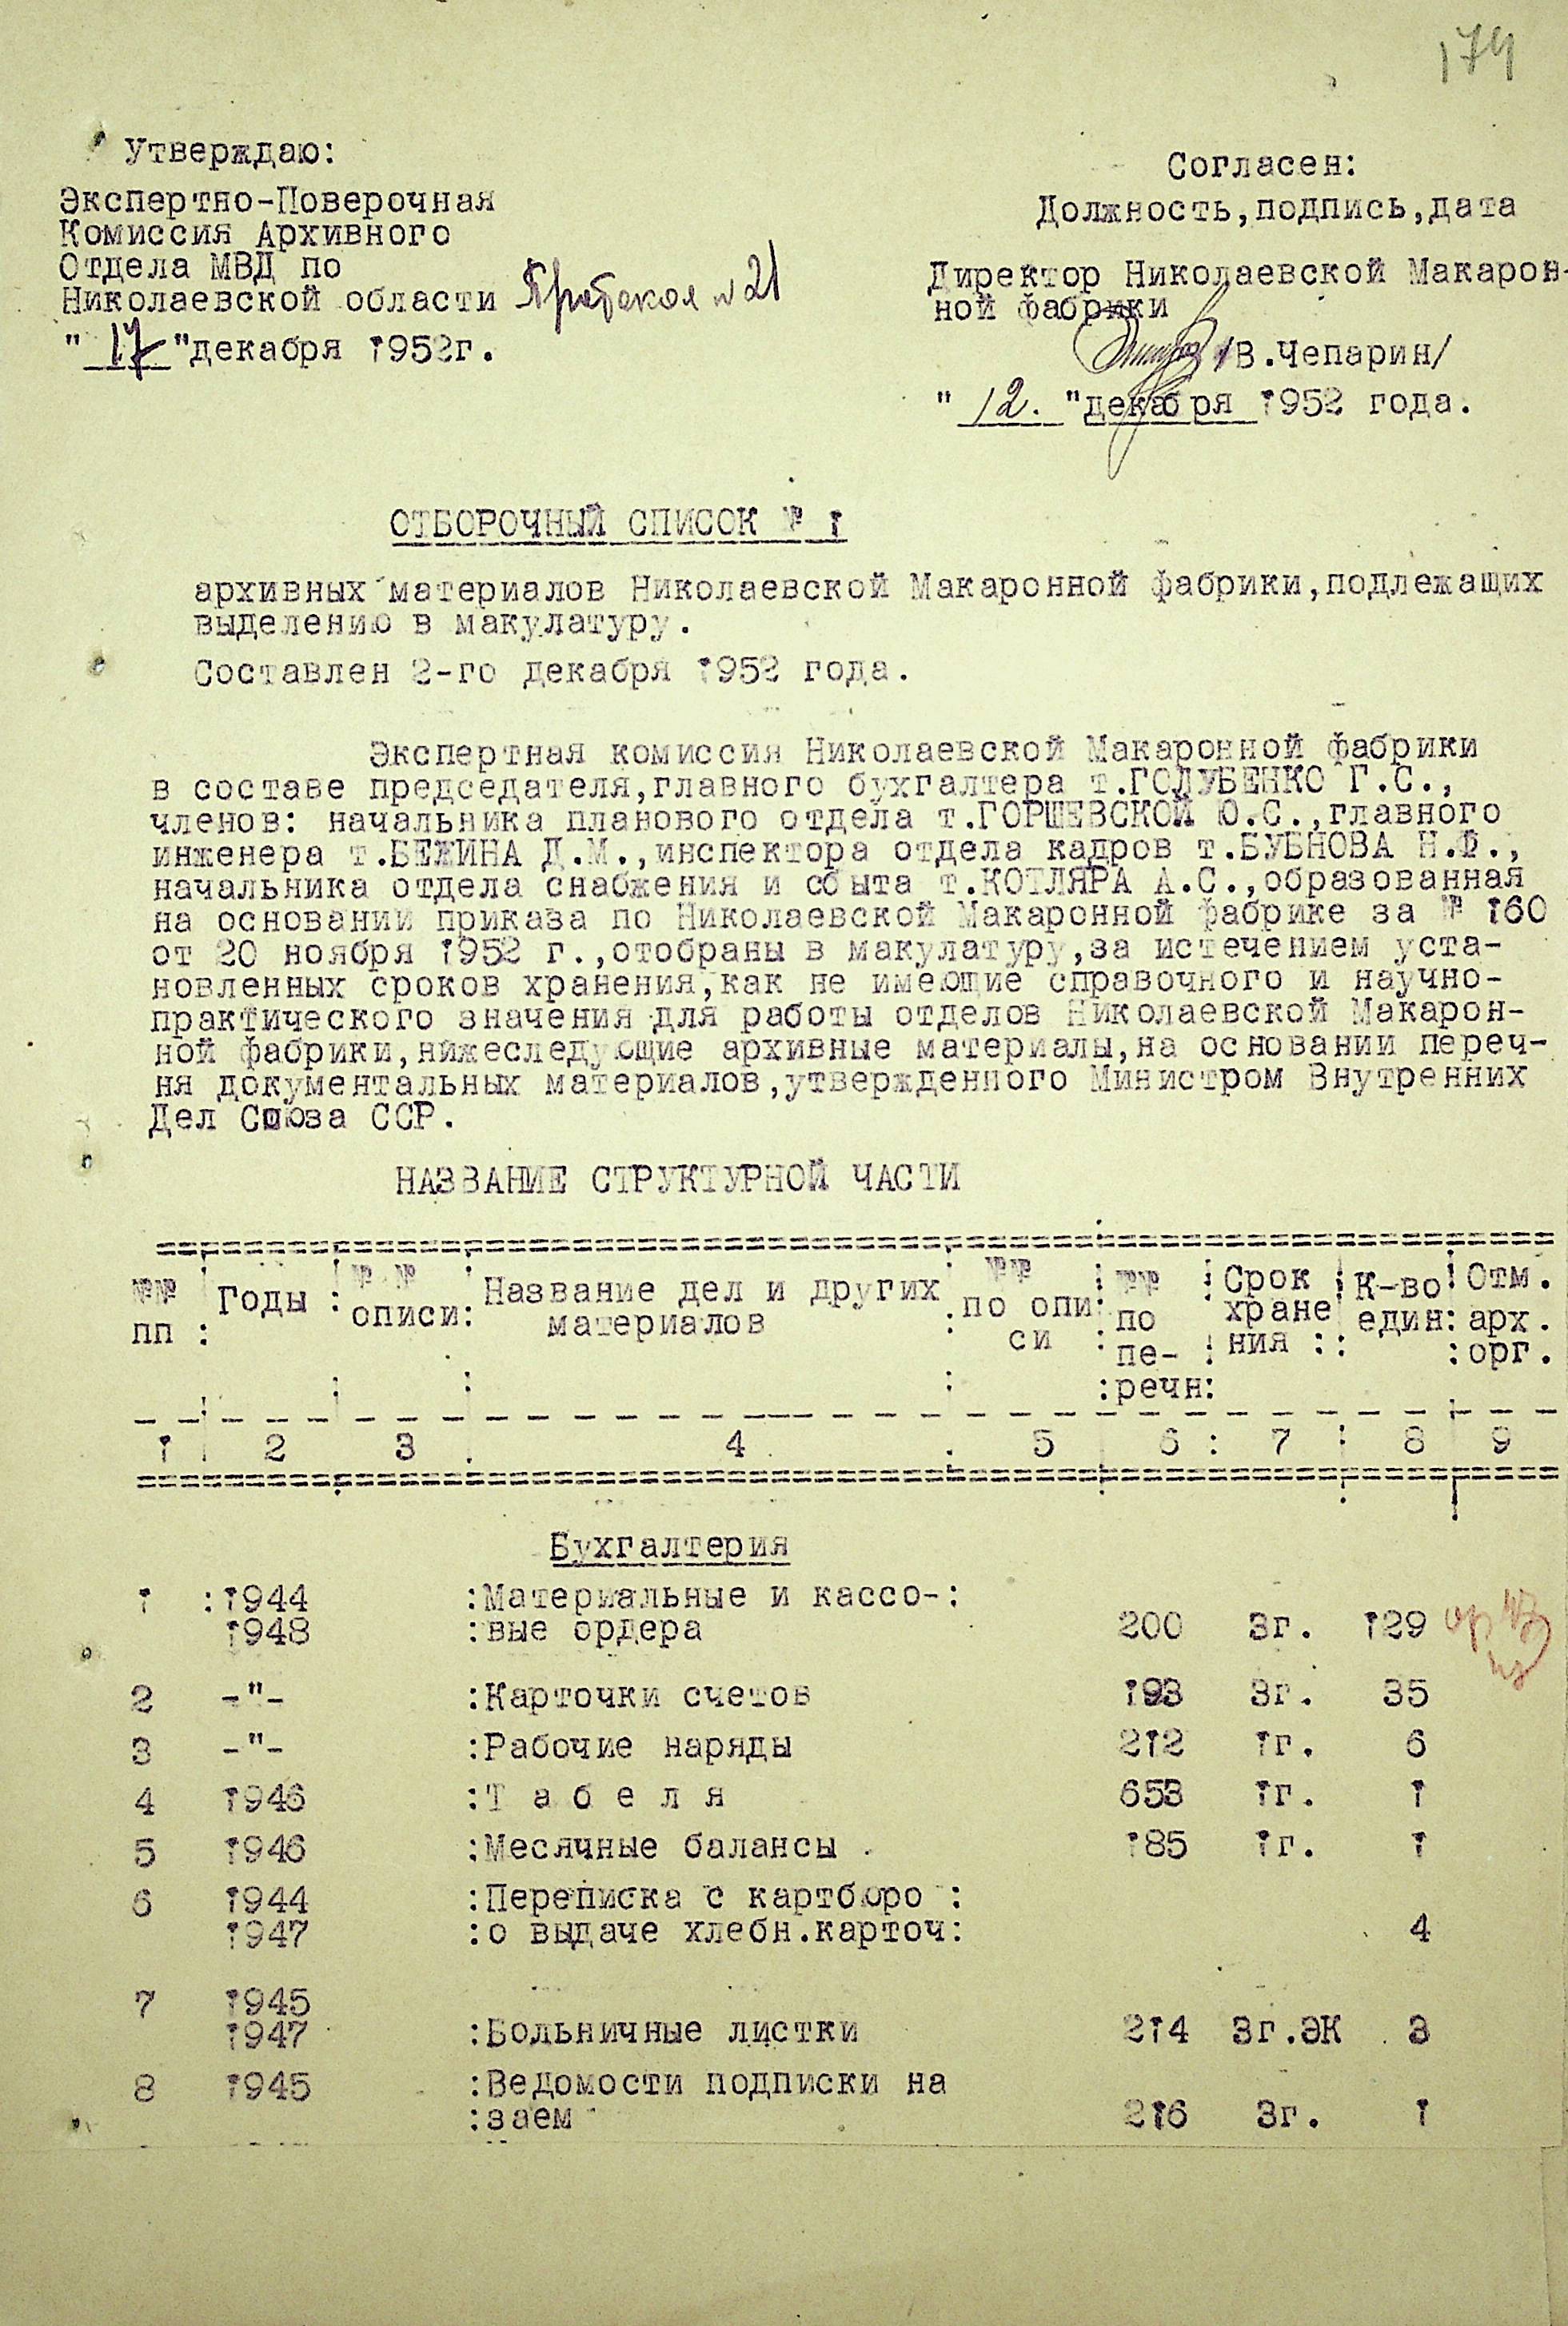 174
Утверждаю:
Экспертно-Поверочная
Комиссия Архивного
Отдела МВД по
Николаевской области Протокол № 21
" 17 "декабря 1952г.
Согласен:
Должность,подпись,дата
Директор Николаевской Макарон-
ной фабрики
/В.Чепарин/
" 12. "декабря 1952 года.
ОТБОРОЧНЫЙ СПИСОК № 1
архивных материалов Николаевской Макаронной фабрики,подлежащих
выделению в макулатуру.
Составлен 2-го декабря 1952 года.
Экспертная комиссия Николаевской Макаронной фабрики
в составе председателя,главного бухгалтера т.ГОЛУБЕНКО Г.С.,
членов: начальника планового отдела т.ГОРШЕВСКОЙ Ю.С.,главного
инженера т.БЕЖИНА Д.М.,инспектора отдела кадров т.БУБНОВА Н.Ф.,
начальника отдела снабжения и сбыта т.КОТЛЯРА А.С.,образованная
на основании приказа по Николаевской Макаронной фабрике за № 160
от 20 ноября 1952 г.,отобраны в макулатуру,за истечением уста-
новленных сроков хранения,как не имеющие справочного и научно-
практического значения для работы отделов Николаевской Макарон-
ной фабрики,нижеследующие архивные материалы,на основании переч-
ня документальных материалов,утвержденного Министром Внутренних
Дел Союза ССР.
НАЗВАНИЕ СТРУКТУРНОЙ ЧАСТИ
№№ пп : Годы : №№ описи : Название дел и других материалов : №№ по описи : №№ по пе-речн: Срок хране ния : К-во един: Отм. арх. орг.
1 2 3 4 5 6 : 7 : 8 9
Бухгалтерия
1 :1944 :Материальные и кассо-:
1948 :вые ордера 200 3г. 129
2 -"- :Карточки счетов 193 3г. 35
3 -"- :Рабочие наряды 212 1г. 6
4 1946 :Т а б е л я 653 1г. 1
5 1946 :Месячные балансы 185 1г. 1
6 1944 :Переписка с картбюро :
1947 :о выдаче хлебн.карточ: 4
7 1945
1947 :Больничные листки 214 3г.ЭК 3
8 1945 :Ведомости подписки на
:заем 216 3г. 1